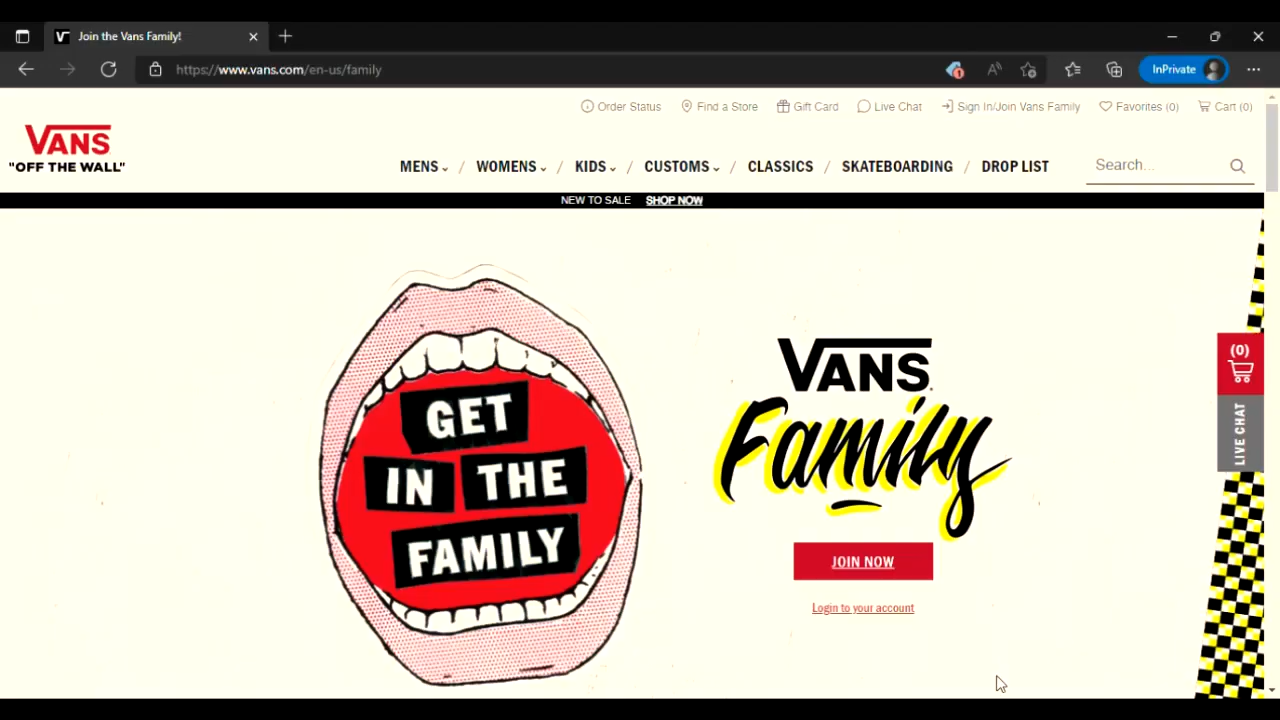 Join the Vans Family!
https://www.vans.com/en-us/family
InPrivate
Order Status
Find a Store
Gift Card
Live Chat
Sign In/Join Vans Family
Favorites (0)
Cart (0)
VANS
"OFF THE WALL"
MENS / WOMENS / KIDS / CUSTOMS / CLASSICS / SKATEBOARDING / DROP LIST
Search...
NEW TO SALE SHOP NOW
GET
IN THE
FAMILY
VANS
Family
JOIN NOW
Login to your account
(0)
LIVE CHAT